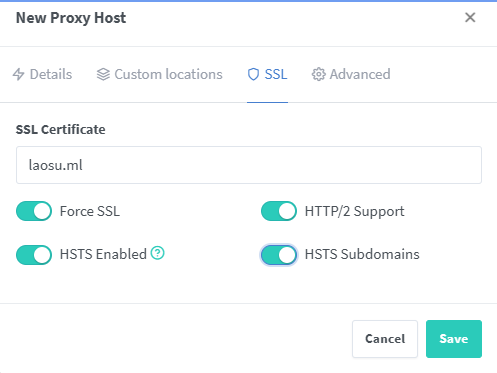 New Proxy Host ×
Details Custom locations SSL Advanced
SSL Certificate
laosu.ml
Force SSL HTTP/2 Support
HSTS Enabled ? HSTS Subdomains
Cancel Save